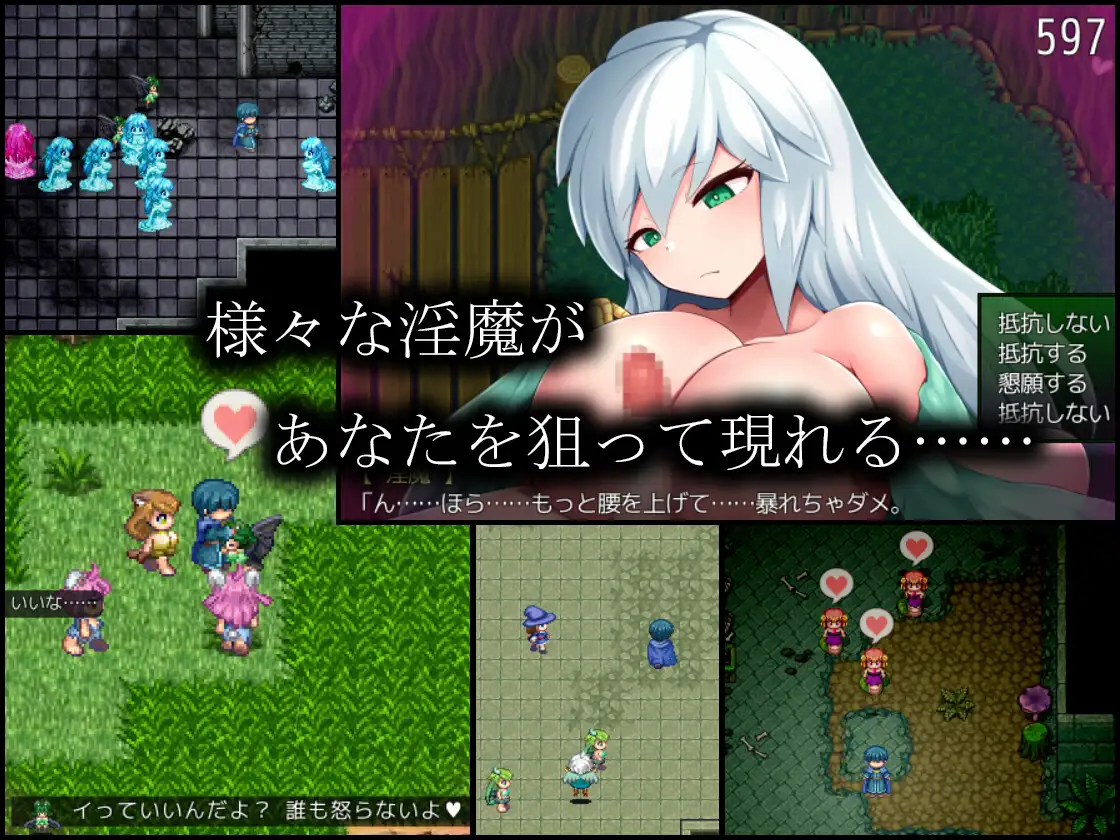 597
様々な淫魔が
抵抗しない
抵抗する
懇願する
抵抗しない
あなたを狙って現れる……
【 淫魔 】
「ん……ほら……もっと腰を上げて……暴れちゃダメ。
いいな……
イっていいんだよ? 誰も怒らないよ♥